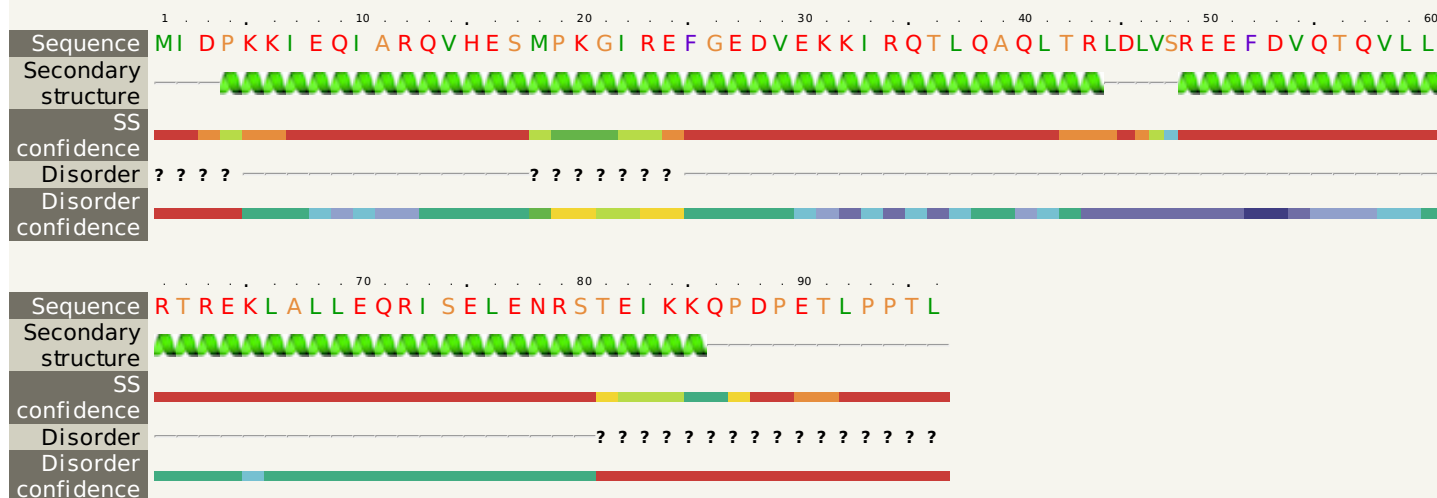 1 . . . . 10 . . . . 20 . . . . 30 . . . . 40 . . . . 50 . . . . 60
Sequence MIDPKKIEQIARQVHESMPKGIREFGEDVEKKIRQTLQAQLTRLDLVSREEFDVQTQVLL
Secondary
structure
SS
confidence
Disorder ? ? ? ? ? ? ? ? ? ? ?
Disorder
confidence
. . . . 70 . . . . 80 . . . . 90 . . . .
Sequence RTREKLALLEQRISELENRSTEIKKQPDPETLPPTL
Secondary
structure
SS
confidence
Disorder ? ? ? ? ? ? ? ? ? ? ? ? ? ? ? ?
Disorder
confidence